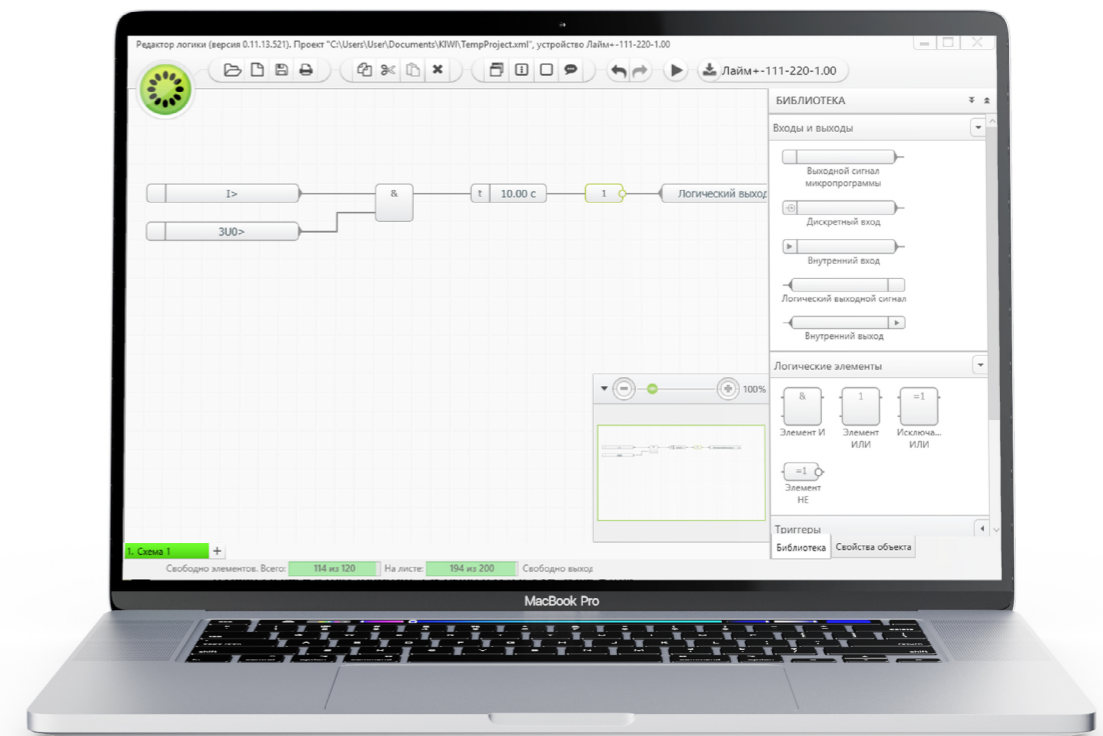 Редактор логики (версия 0.11.13.521). Проект "C:\Users\User\Documents\KIWI\TempProject.xml", устройство Лайм+-111-220-1.00
Лайм+-111-220-1.00
БИБЛИОТЕКА
Входы и выходы
Выходной сигнал
микропрограммы
Дискретный вход
Внутренний вход
Логический выходной сигнал
Внутренний выход
I>
&
t
10.00 с
1
Логический выход
3U0>
100%
Логические элементы
&
1
=1
Элемент И
Элемент
ИЛИ
Исключа...
ИЛИ
=1
Элемент
НЕ
Триггеры
Библиотека
Свойства объекта
1. Схема 1
+
Свободно элементов. Всего:
114 из 120
На листе:
194 из 200
Свободно выход
MacBook Pro